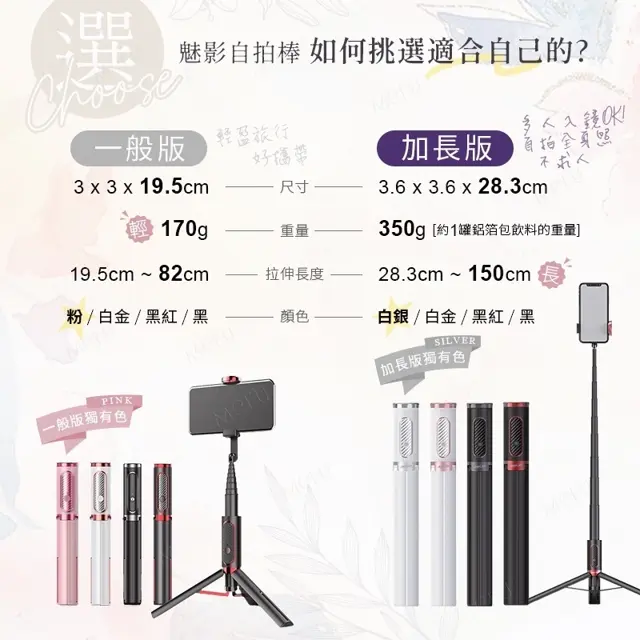 選
Choose
魅影自拍棒 如何挑選適合自己的?
一般版
輕盈旅行
好攜帶
加長版
多人入鏡OK!
自拍全身照
不求人
3 x 3 x 19.5cm 尺寸 3.6 x 3.6 x 28.3cm
輕 170g 重量 350g [約1罐鋁箔包飲料的重量]
19.5cm ~ 82cm 拉伸長度 28.3cm ~ 150cm 長
粉 / 白金 / 黑紅 / 黑 顏色 白銀 / 白金 / 黑紅 / 黑
SILVER
加長版獨有色
PINK
一般版獨有色